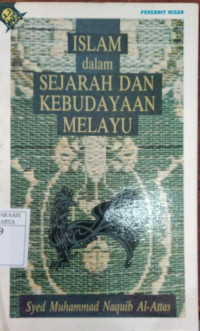 PENERBIT MIZAN
ISLAM
dalam
SEJARAH DAN
KEBUDAYAAN
MELAYU
Syed Muhammad Naquib Al-Attas